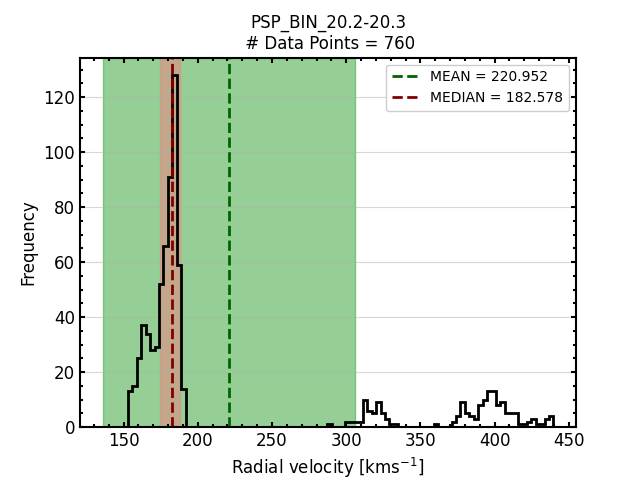 PSP_BIN_20.2-20.3
# Data Points = 760
MEAN = 220.952
MEDIAN = 182.578
120
100
80
60
40
20
0
Frequency
150 200 250 300 350 400 450
Radial velocity [kms⁻¹]